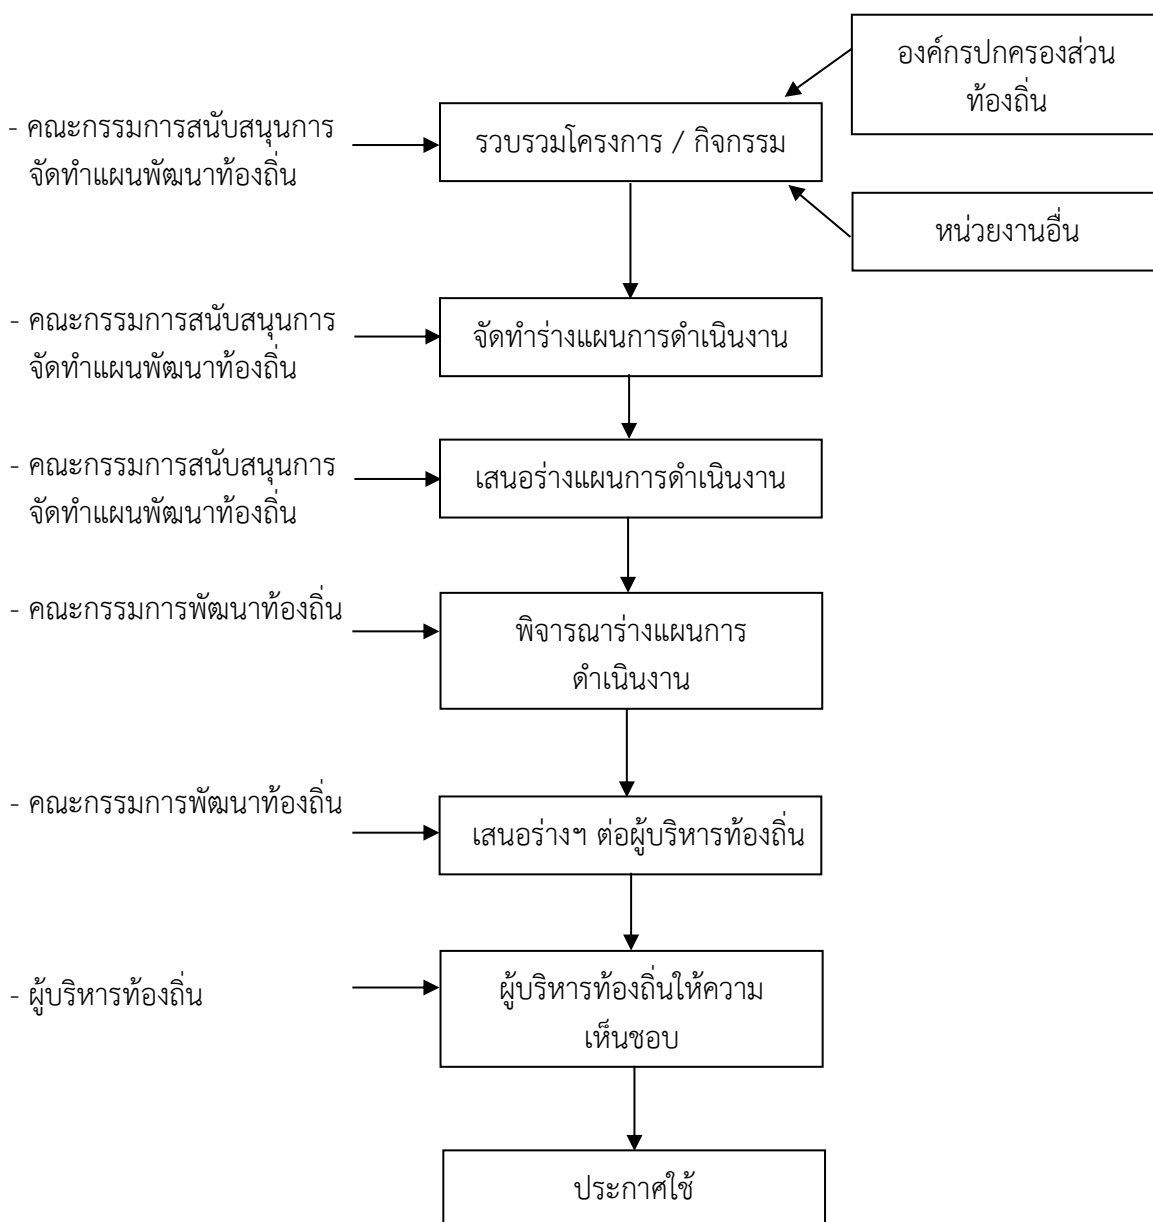 องค์กรปกครองส่วน
ท้องถิ่น
- คณะกรรมการสนับสนุนการ
จัดทำแผนพัฒนาท้องถิ่น
รวบรวมโครงการ / กิจกรรม
หน่วยงานอื่น
- คณะกรรมการสนับสนุนการ
จัดทำแผนพัฒนาท้องถิ่น
จัดทำร่างแผนการดำเนินงาน
- คณะกรรมการสนับสนุนการ
จัดทำแผนพัฒนาท้องถิ่น
เสนอร่างแผนการดำเนินงาน
- คณะกรรมการพัฒนาท้องถิ่น
พิจารณาร่างแผนการ
ดำเนินงาน
- คณะกรรมการพัฒนาท้องถิ่น
เสนอร่างฯ ต่อผู้บริหารท้องถิ่น
- ผู้บริหารท้องถิ่น
ผู้บริหารท้องถิ่นให้ความ
เห็นชอบ
ประกาศใช้